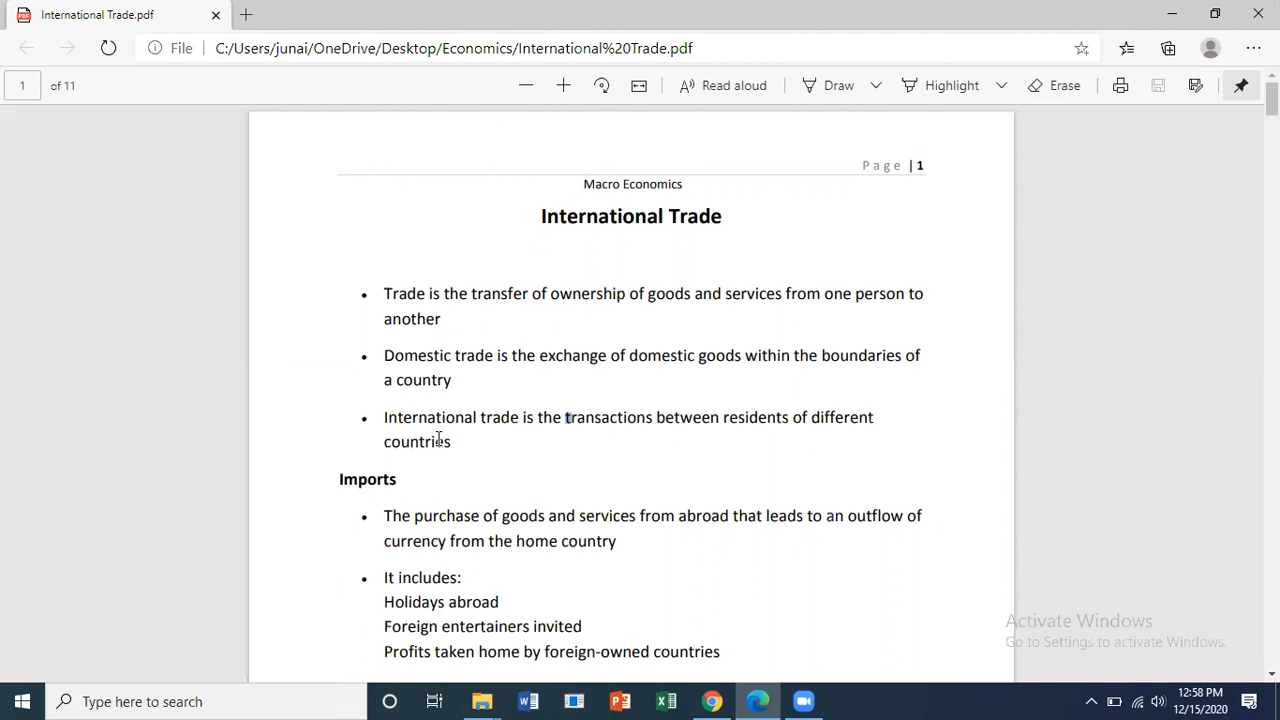 International Trade.pdf
File C:/Users/junai/OneDrive/Desktop/Economics/International%20Trade.pdf
1 of 11 Read aloud Draw Highlight Erase
Page | 1
Macro Economics
International Trade
• Trade is the transfer of ownership of goods and services from one person to
another
• Domestic trade is the exchange of domestic goods within the boundaries of
a country
• International trade is the transactions between residents of different
countries
Imports
• The purchase of goods and services from abroad that leads to an outflow of
currency from the home country
• It includes:
Holidays abroad
Foreign entertainers invited
Profits taken home by foreign-owned countries
Activate Windows
Go to Settings to activate Windows.
Type here to search
12:58 PM
12/15/2020